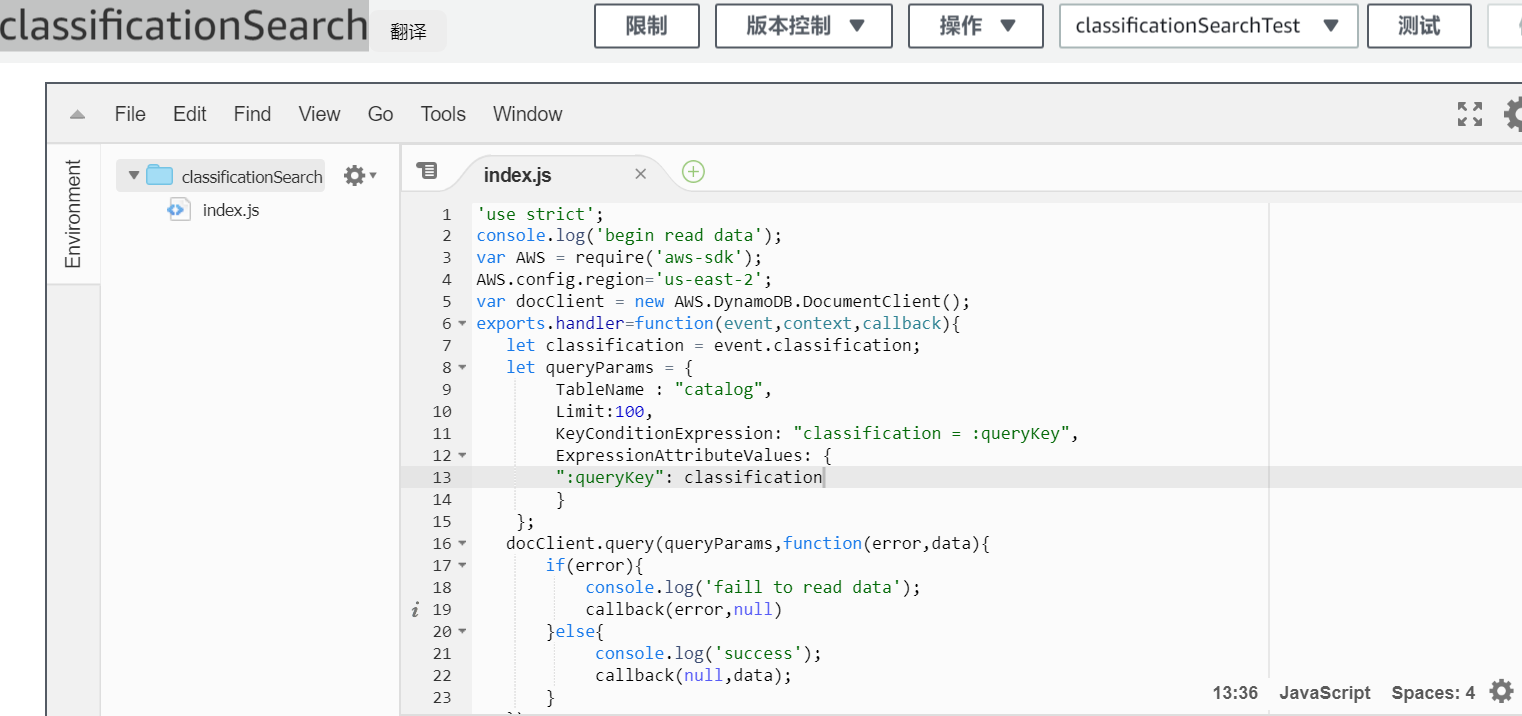 classificationSearch 翻译 限制 版本控制 操作 classificationSearchTest 测试
File Edit Find View Go Tools Window
Environment
classificationSearch
index.js
index.js
1 'use strict';
2 console.log('begin read data');
3 var AWS = require('aws-sdk');
4 AWS.config.region='us-east-2';
5 var docClient = new AWS.DynamoDB.DocumentClient();
6 exports.handler=function(event,context,callback){
7 let classification = event.classification;
8 let queryParams = {
9 TableName : "catalog",
10 Limit:100,
11 KeyConditionExpression: "classification = :queryKey",
12 ExpressionAttributeValues: {
13 ":queryKey": classification
14 }
15 };
16 docClient.query(queryParams,function(error,data){
17 if(error){
18 console.log('faill to read data');
19 callback(error,null)
20 }else{
21 console.log('success');
22 callback(null,data);
23 }
13:36 JavaScript Spaces: 4